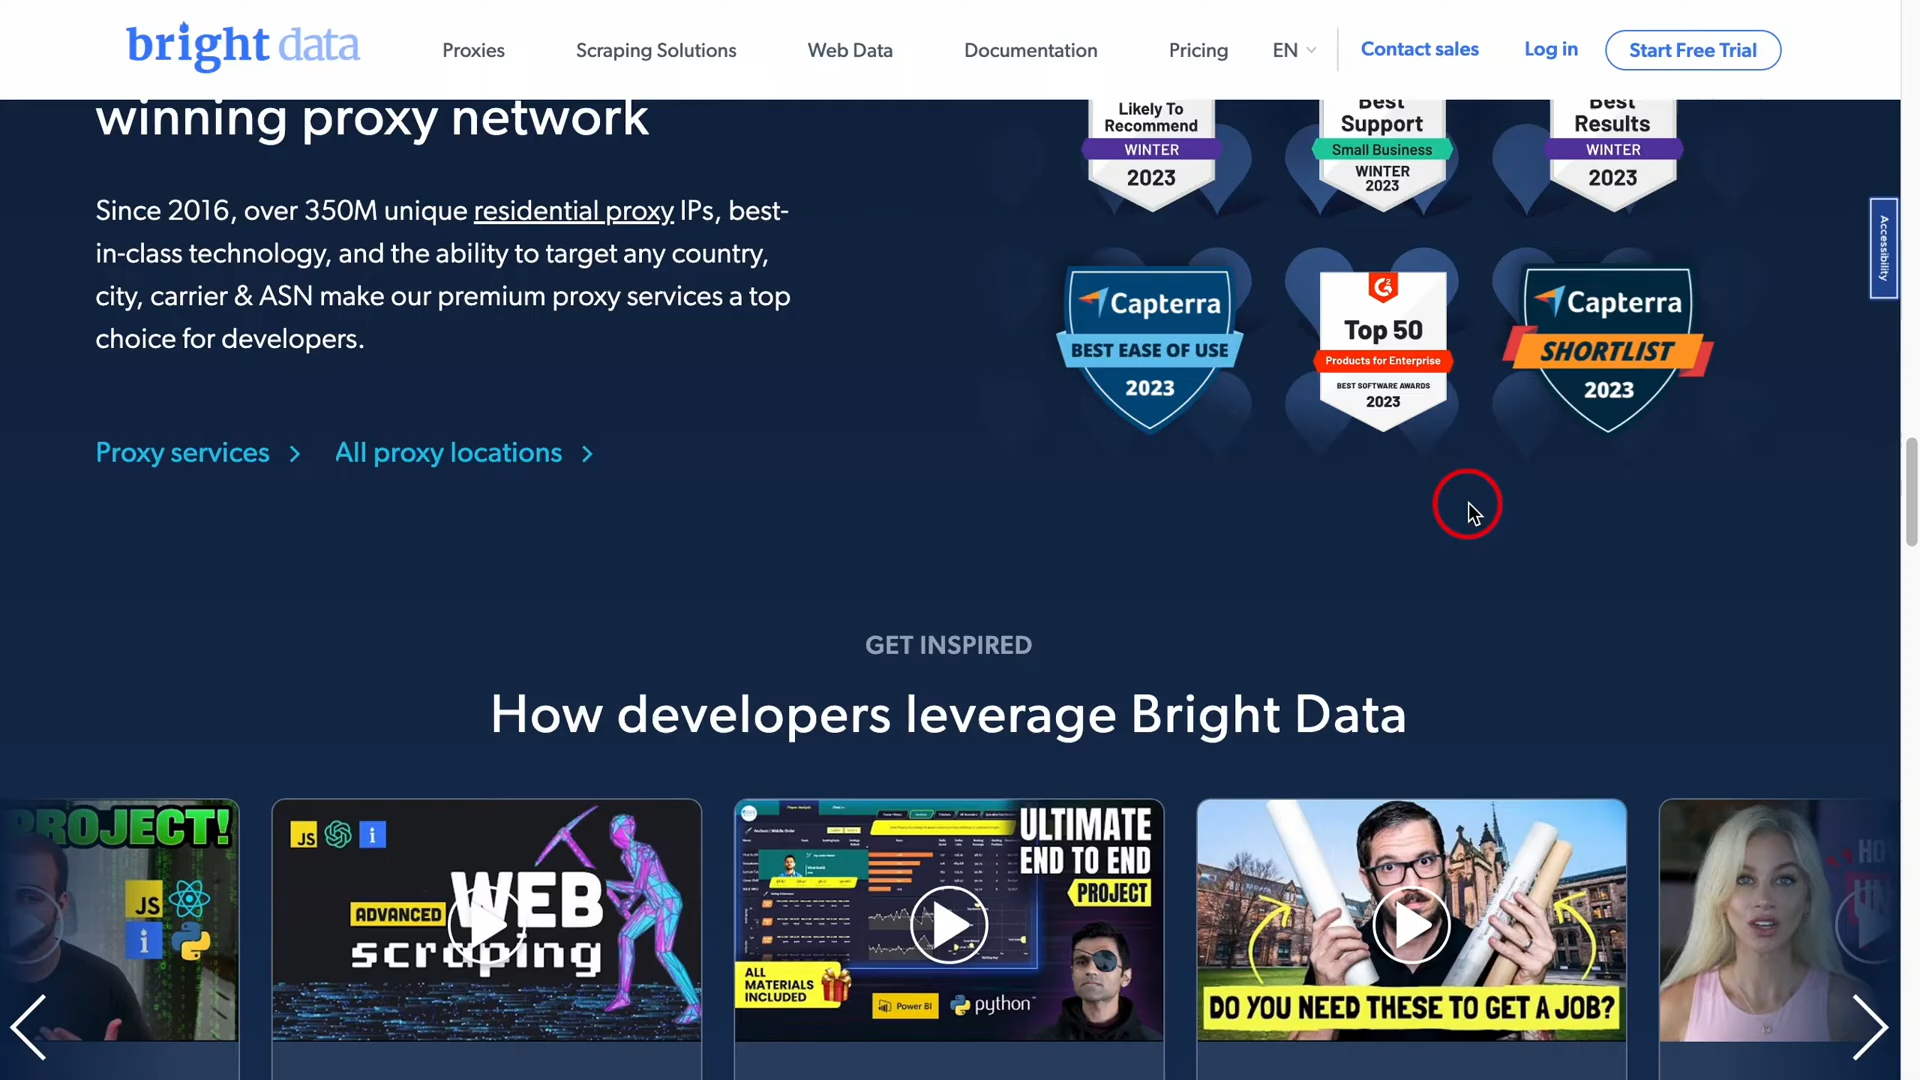 bright data
Proxies
Scraping Solutions
Web Data
Documentation
Pricing
EN
Contact sales
Log in
Start Free Trial
winning proxy network
Since 2016, over 350M unique residential proxy IPs, best-
in-class technology, and the ability to target any country,
city, carrier & ASN make our premium proxy services a top
choice for developers.
Proxy services
All proxy locations
Likely To
Recommend
WINTER
2023
Best
Support
Small Business
WINTER
2023
Best
Results
WINTER
2023
Capterra
BEST EASE OF USE
2023
Top 50
Products for Enterprise
BEST SOFTWARE AWARDS
2023
Capterra
SHORTLIST
2023
Accessibility
GET INSPIRED
How developers leverage Bright Data
PROJECT!
JS
i
JS
i
ADVANCED
WEB
scraping
ULTIMATE
END TO END
PROJECT
ALL
MATERIALS
INCLUDED
Power BI
python
DO YOU NEED THESE TO GET A JOB?
HO
UN